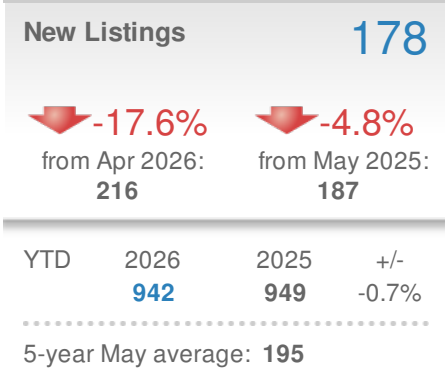 New Listings 178
-17.6% -4.8%
from Apr 2026: from May 2025:
216 187
YTD 2026 2025 +/-
942 949 -0.7%
5-year May average: 195